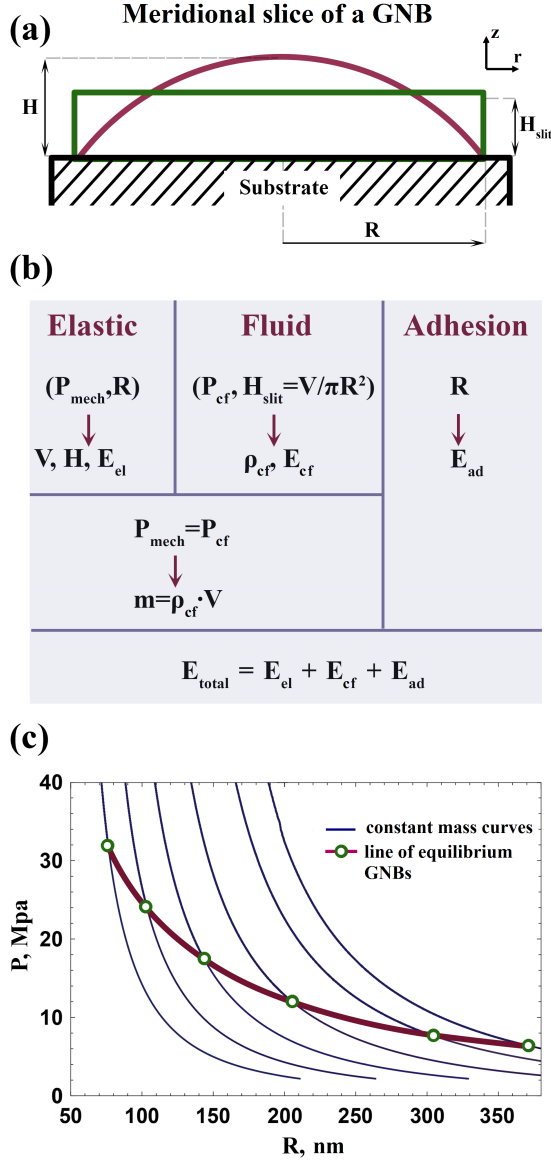 (a)
Meridional slice of a GNB
z
r
H
H_slit
Substrate
R
(b)
Elastic Fluid Adhesion
(P_mech,R) (P_cf, H_slit=V/πR²) R
V, H, E_el ρ_cf, E_cf E_ad
P_mech=P_cf
m=ρ_cf·V
E_total = E_el + E_cf + E_ad
(c)
40
30
20
10
0
P, Mpa
constant mass curves
line of equilibrium
GNBs
50 100 150 200 250 300 350
R, nm